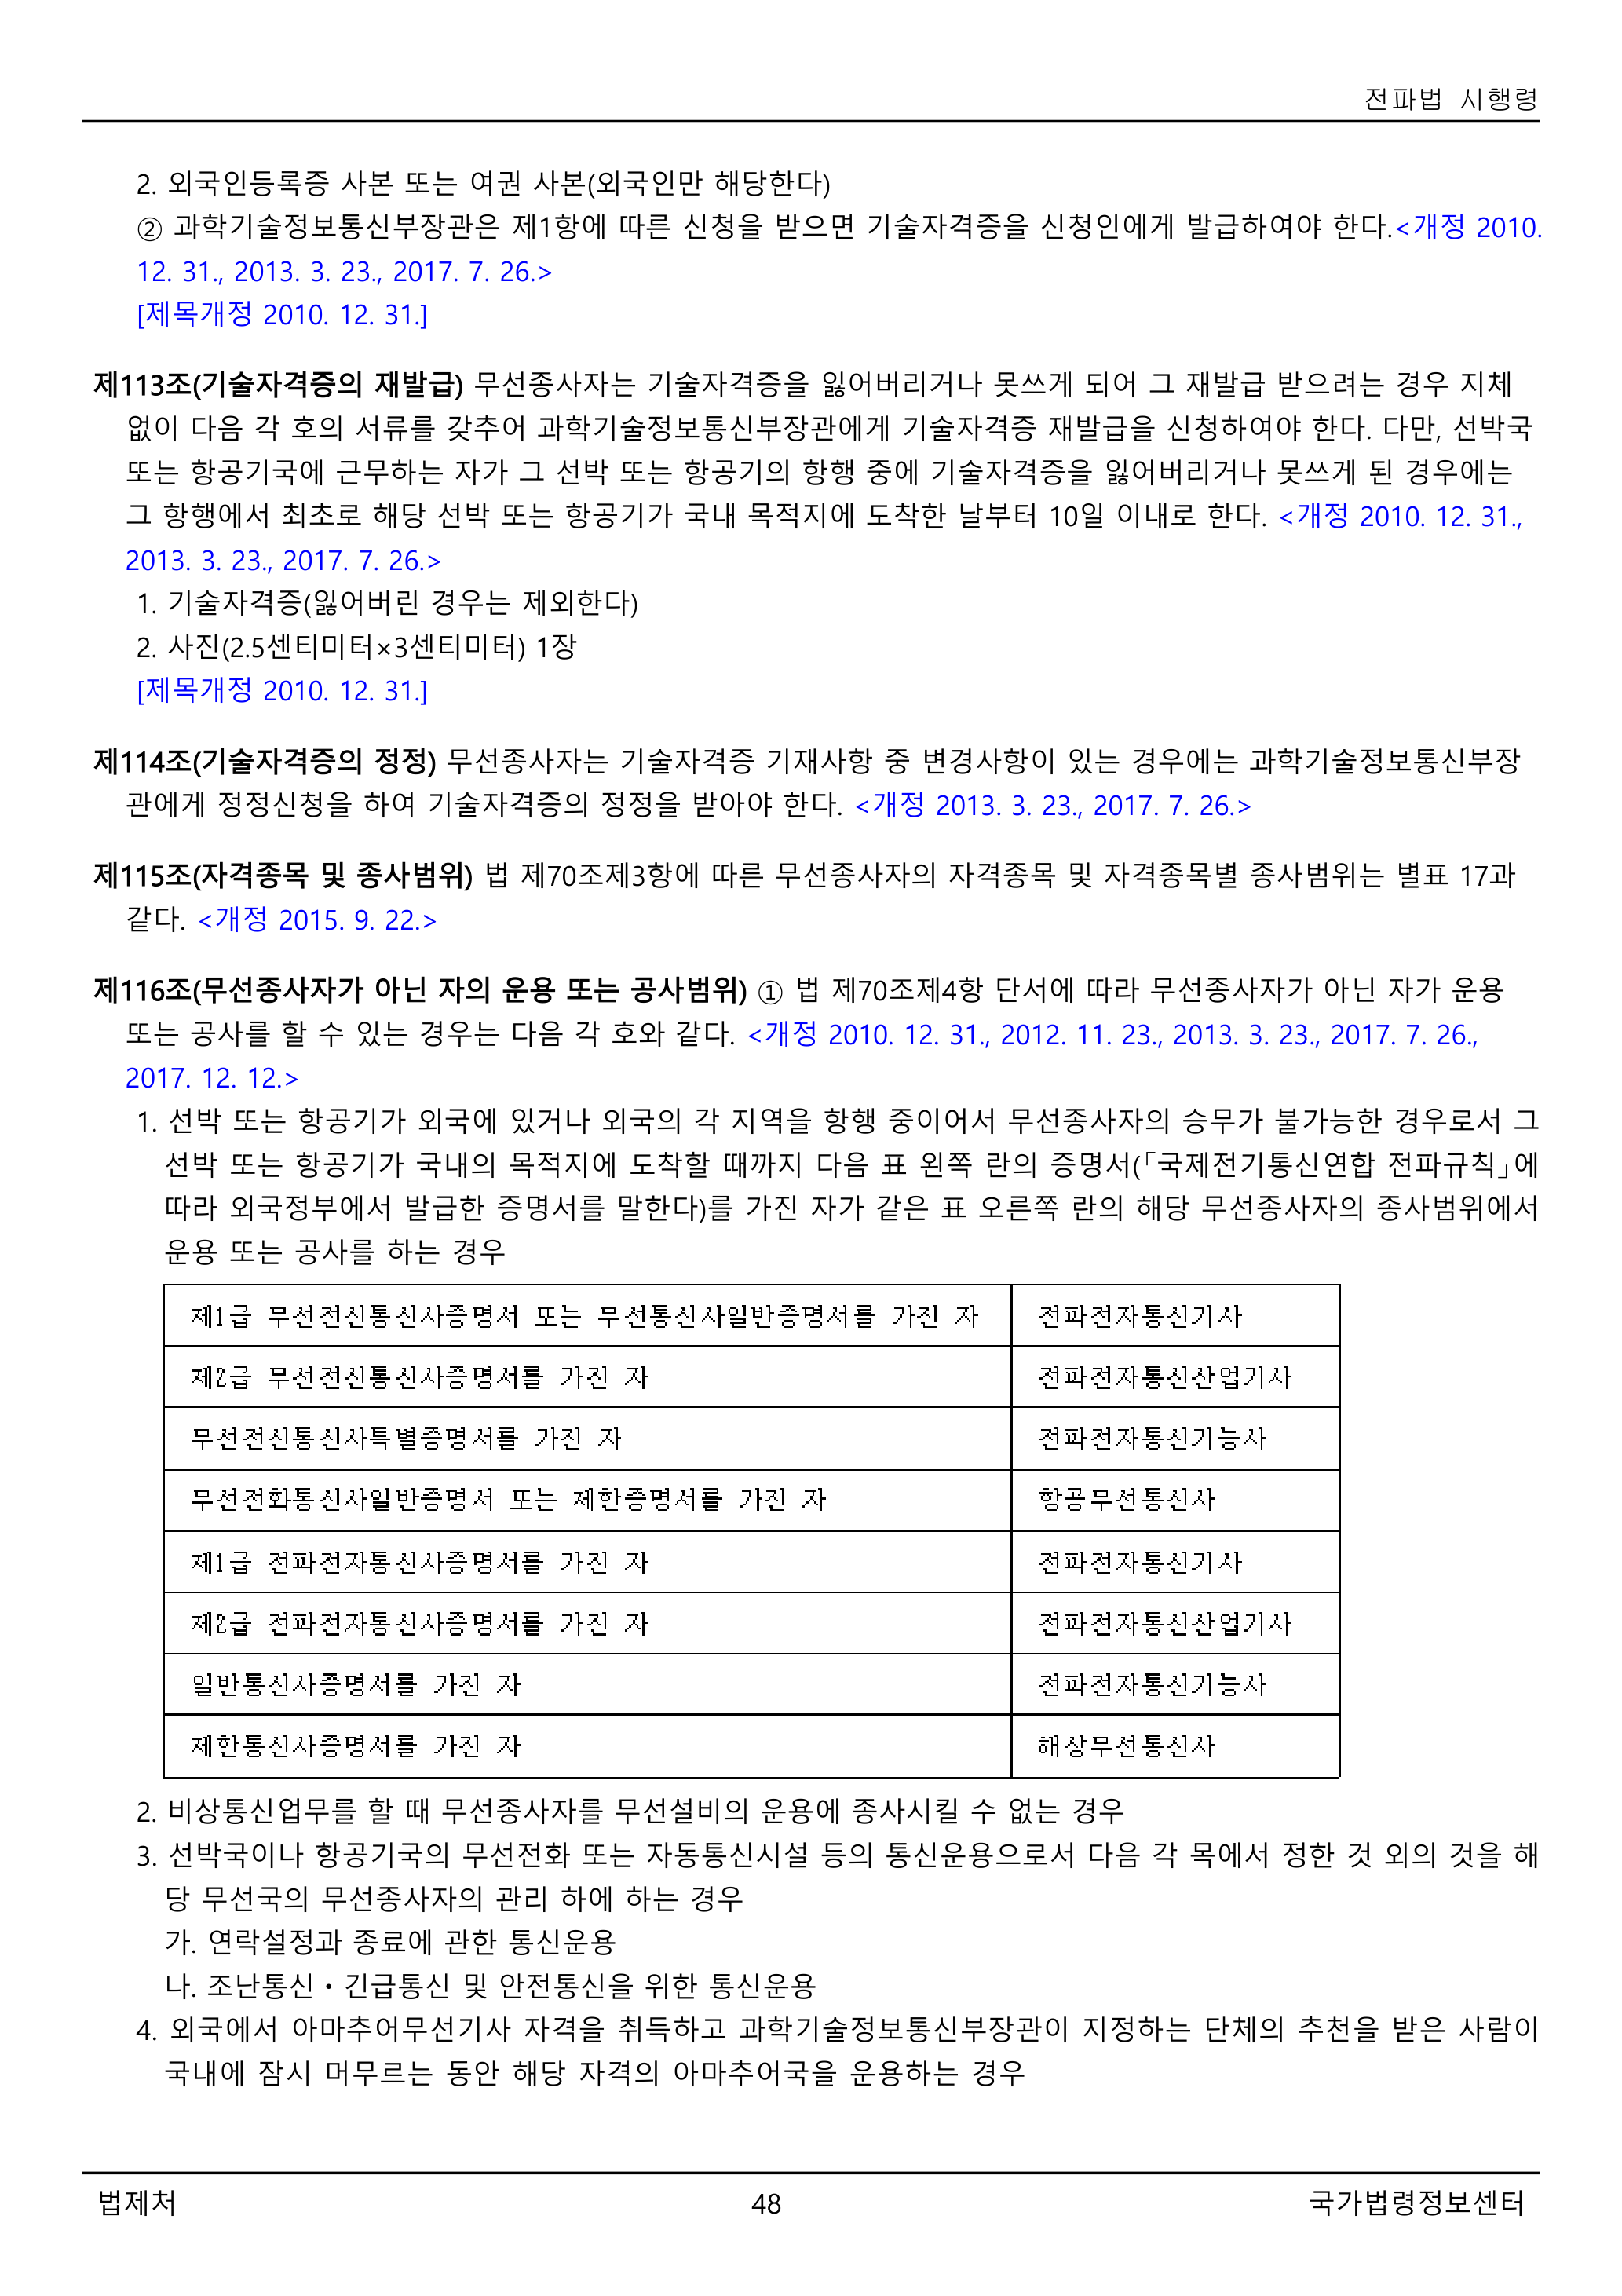 전파법 시행령
2. 외국인등록증 사본 또는 여권 사본(외국인만 해당한다)
② 과학기술정보통신부장관은 제1항에 따른 신청을 받으면 기술자격증을 신청인에게 발급하여야 한다.<개정 2010.
12. 31., 2013. 3. 23., 2017. 7. 26.>
[제목개정 2010. 12. 31.]
제113조(기술자격증의 재발급) 무선종사자는 기술자격증을 잃어버리거나 못쓰게 되어 그 재발급 받으려는 경우 지체
없이 다음 각 호의 서류를 갖추어 과학기술정보통신부장관에게 기술자격증 재발급을 신청하여야 한다. 다만, 선박국
또는 항공기국에 근무하는 자가 그 선박 또는 항공기의 항행 중에 기술자격증을 잃어버리거나 못쓰게 된 경우에는
그 항행에서 최초로 해당 선박 또는 항공기가 국내 목적지에 도착한 날부터 10일 이내로 한다. <개정 2010. 12. 31.,
2013. 3. 23., 2017. 7. 26.>
1. 기술자격증(잃어버린 경우는 제외한다)
2. 사진(2.5센티미터×3센티미터) 1장
[제목개정 2010. 12. 31.]
제114조(기술자격증의 정정) 무선종사자는 기술자격증 기재사항 중 변경사항이 있는 경우에는 과학기술정보통신부장
관에게 정정신청을 하여 기술자격증의 정정을 받아야 한다. <개정 2013. 3. 23., 2017. 7. 26.>
제115조(자격종목 및 종사범위) 법 제70조제3항에 따른 무선종사자의 자격종목 및 자격종목별 종사범위는 별표 17과
같다. <개정 2015. 9. 22.>
제116조(무선종사자가 아닌 자의 운용 또는 공사범위) ① 법 제70조제4항 단서에 따라 무선종사자가 아닌 자가 운용
또는 공사를 할 수 있는 경우는 다음 각 호와 같다. <개정 2010. 12. 31., 2012. 11. 23., 2013. 3. 23., 2017. 7. 26.,
2017. 12. 12.>
1. 선박 또는 항공기가 외국에 있거나 외국의 각 지역을 항행 중이어서 무선종사자의 승무가 불가능한 경우로서 그
선박 또는 항공기가 국내의 목적지에 도착할 때까지 다음 표 왼쪽 란의 증명서(「국제전기통신연합 전파규칙」에
따라 외국정부에서 발급한 증명서를 말한다)를 가진 자가 같은 표 오른쪽 란의 해당 무선종사자의 종사범위에서
운용 또는 공사를 하는 경우
제1급 무선전신통신사증명서 또는 무선통신사일반증명서를 가진 자 전파전자통신기사
제2급 무선전신통신사증명서를 가진 자 전파전자통신산업기사
무선전신통신사특별증명서를 가진 자 전파전자통신기능사
무선전화통신사일반증명서 또는 제한증명서를 가진 자 항공무선통신사
제1급 전파전자통신사증명서를 가진 자 전파전자통신기사
제2급 전파전자통신사증명서를 가진 자 전파전자통신산업기사
일반통신사증명서를 가진 자 전파전자통신기능사
제한통신사증명서를 가진 자 해상무선통신사
2. 비상통신업무를 할 때 무선종사자를 무선설비의 운용에 종사시킬 수 없는 경우
3. 선박국이나 항공기국의 무선전화 또는 자동통신시설 등의 통신운용으로서 다음 각 목에서 정한 것 외의 것을 해
당 무선국의 무선종사자의 관리 하에 하는 경우
가. 연락설정과 종료에 관한 통신운용
나. 조난통신ㆍ긴급통신 및 안전통신을 위한 통신운용
4. 외국에서 아마추어무선기사 자격을 취득하고 과학기술정보통신부장관이 지정하는 단체의 추천을 받은 사람이
국내에 잠시 머무르는 동안 해당 자격의 아마추어국을 운용하는 경우
법제처 48 국가법령정보센터